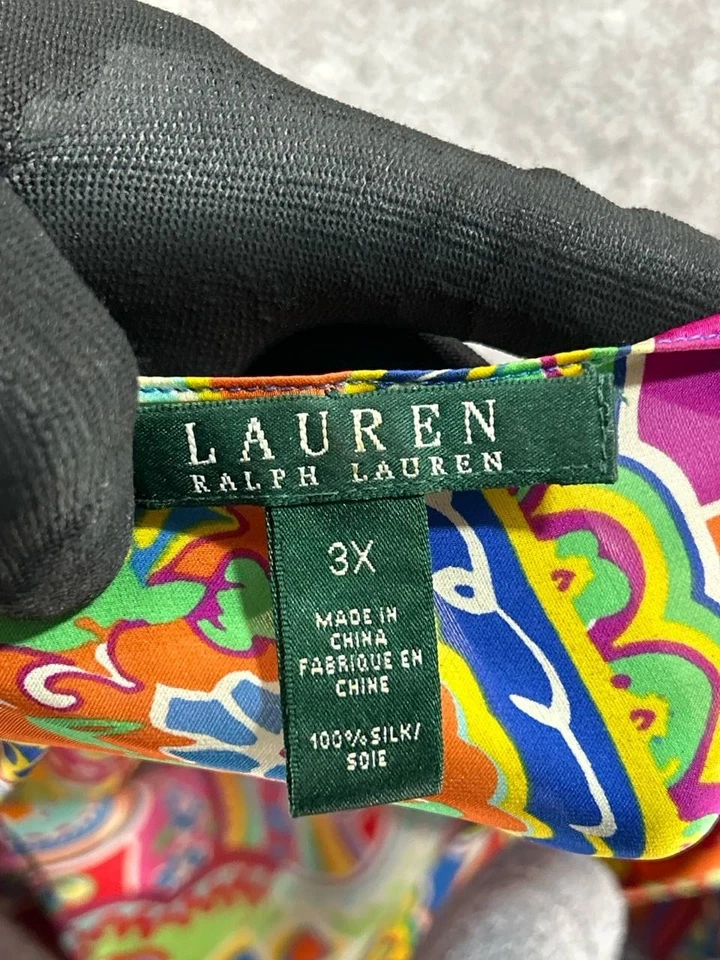 LAUREN
RALPH LAUREN
3X
MADE IN
CHINA
FABRIQUE EN
CHINE
100% SILK/
SOIE